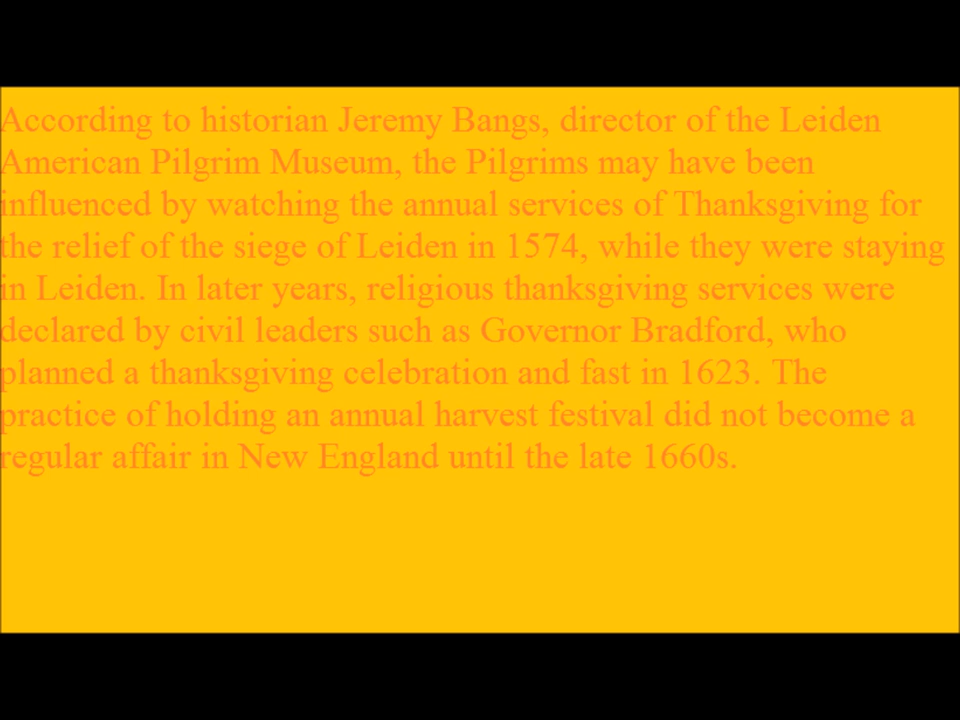 According to historian Jeremy Bangs, director of the Leiden
American Pilgrim Museum, the Pilgrims may have been
influenced by watching the annual services of Thanksgiving for
the relief of the siege of Leiden in 1574, while they were staying
in Leiden. In later years, religious thanksgiving services were
declared by civil leaders such as Governor Bradford, who
planned a thanksgiving celebration and fast in 1623. The
practice of holding an annual harvest festival did not become a
regular affair in New England until the late 1660s.